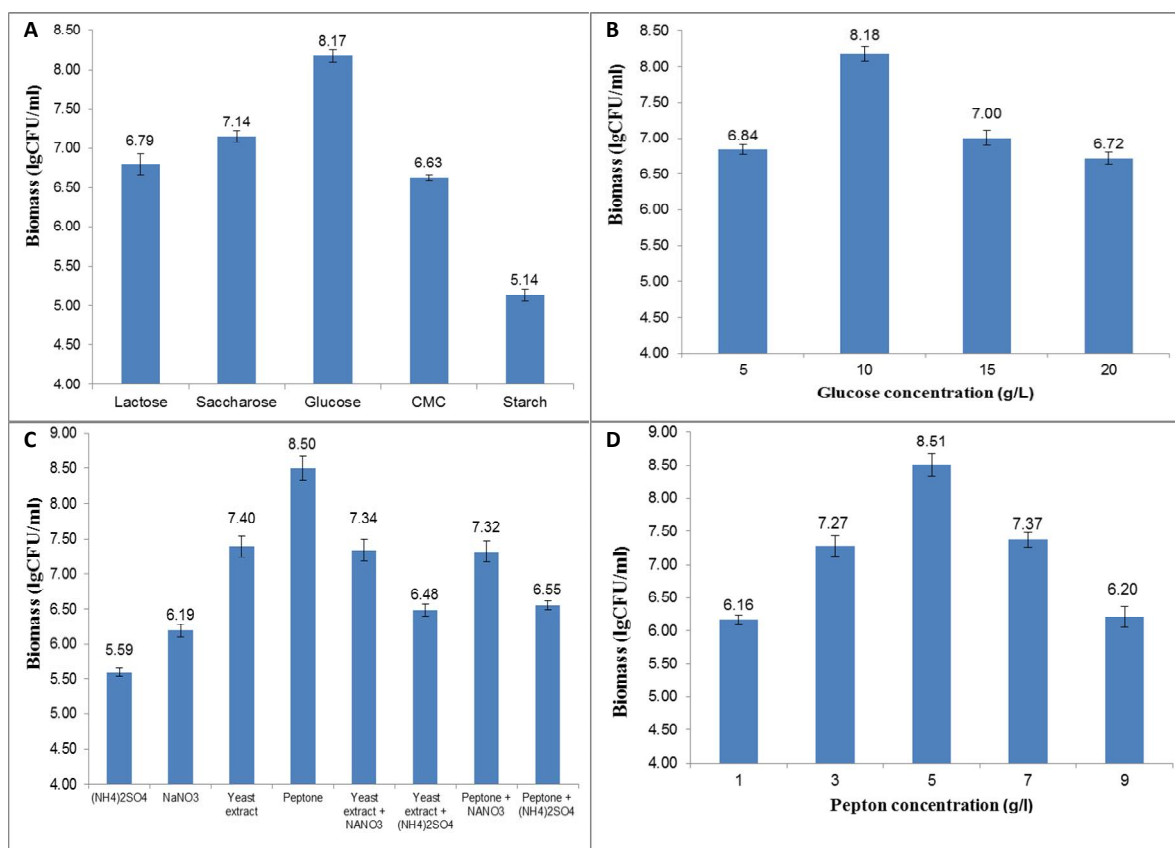 A
Biomass (lgCFU/ml)
8.50
8.00
7.50
7.00
6.50
6.00
5.50
5.00
4.50
4.00
6.79
7.14
8.17
6.63
5.14
Lactose
Saccharose
Glucose
CMC
Starch
B
Biomass (lgCFU/ml)
8.50
8.00
7.50
7.00
6.50
6.00
5.50
5.00
4.50
4.00
6.84
8.18
7.00
6.72
5
10
15
20
Glucose concentration (g/L)
C
Biomass (lgCFU/ml)
9.00
8.50
8.00
7.50
7.00
6.50
6.00
5.50
5.00
4.50
4.00
5.59
6.19
7.40
8.50
7.34
6.48
7.32
6.55
(NH4)2SO4
NaNO3
Yeast
extract
Peptone
Yeast
extract +
NANO3
Yeast
extract +
(NH4)2SO4
Peptone +
NANO3
Peptone +
(NH4)2SO4
D
Biomass (lgCFU/ml)
9.00
8.50
8.00
7.50
7.00
6.50
6.00
5.50
5.00
4.50
4.00
6.16
7.27
8.51
7.37
6.20
1
3
5
7
9
Pepton concentration (g/l)